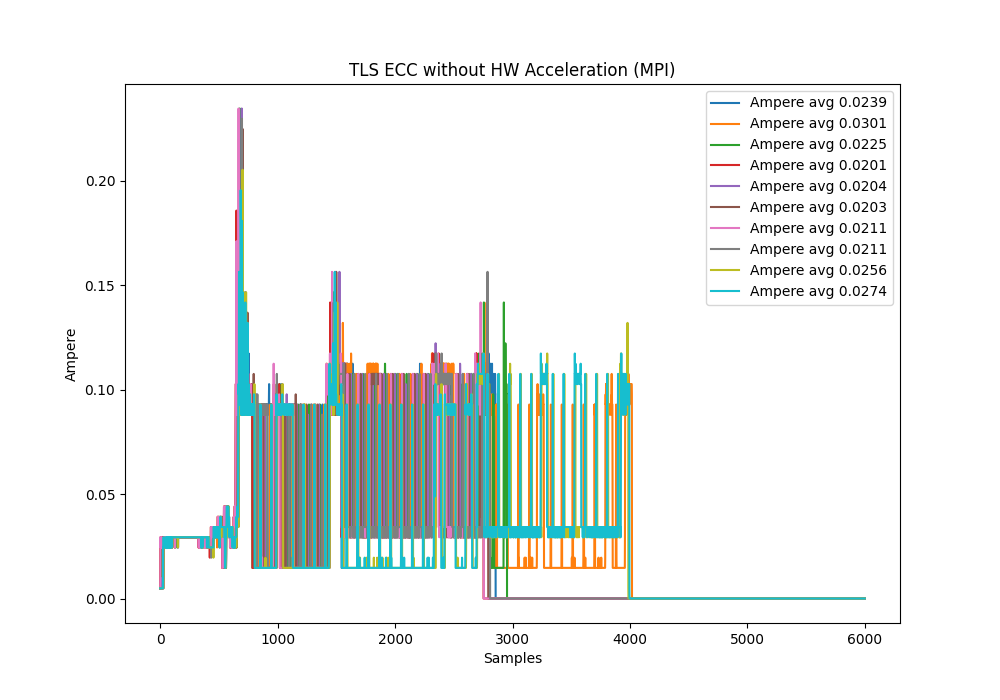 TLS ECC without HW Acceleration (MPI)
Ampere avg 0.0239
Ampere avg 0.0301
Ampere avg 0.0225
Ampere avg 0.0201
Ampere avg 0.0204
Ampere avg 0.0203
Ampere avg 0.0211
Ampere avg 0.0211
Ampere avg 0.0256
Ampere avg 0.0274
Ampere
0.20
0.15
0.10
0.05
0.00
0 1000 2000 3000 4000 5000 6000
Samples